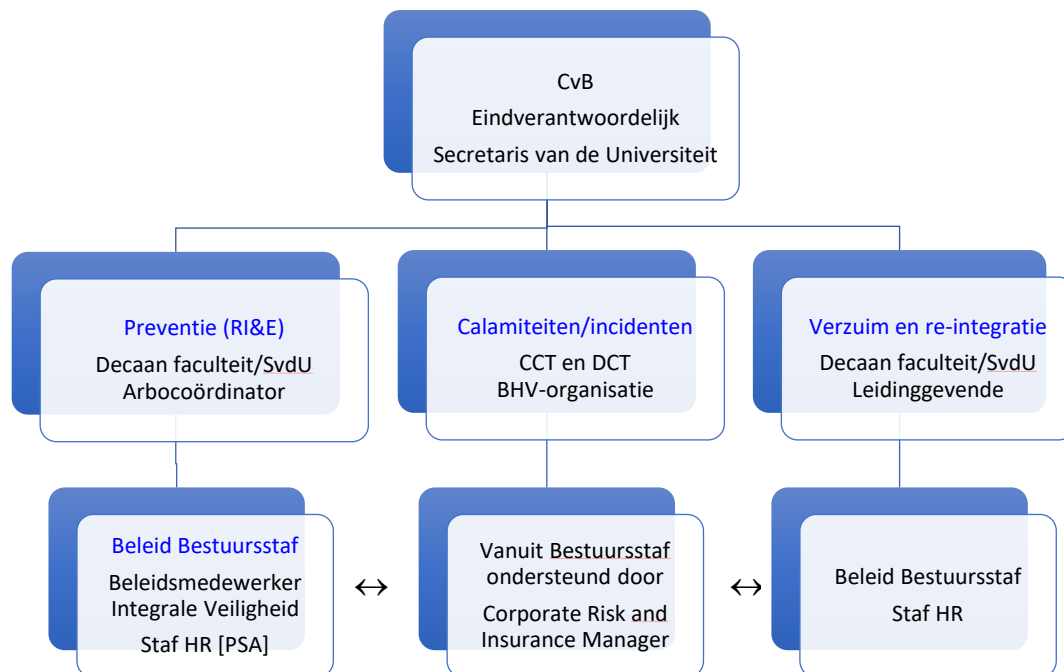 CvB
Eindverantwoordelijk
Secretaris van de Universiteit
Preventie (RI&E)
Decaan faculteit/SvdU
Arbocoördinator
Calamiteiten/incidenten
CCT en DCT
BHV-organisatie
Verzuim en re-integratie
Decaan faculteit/SvdU
Leidinggevende
Beleid Bestuursstaf
Beleidsmedewerker
Integrale Veiligheid
Staf HR [PSA]
↔
Vanuit Bestuursstaf
ondersteund door
Corporate Risk and
Insurance Manager
↔
Beleid Bestuursstaf
Staf HR